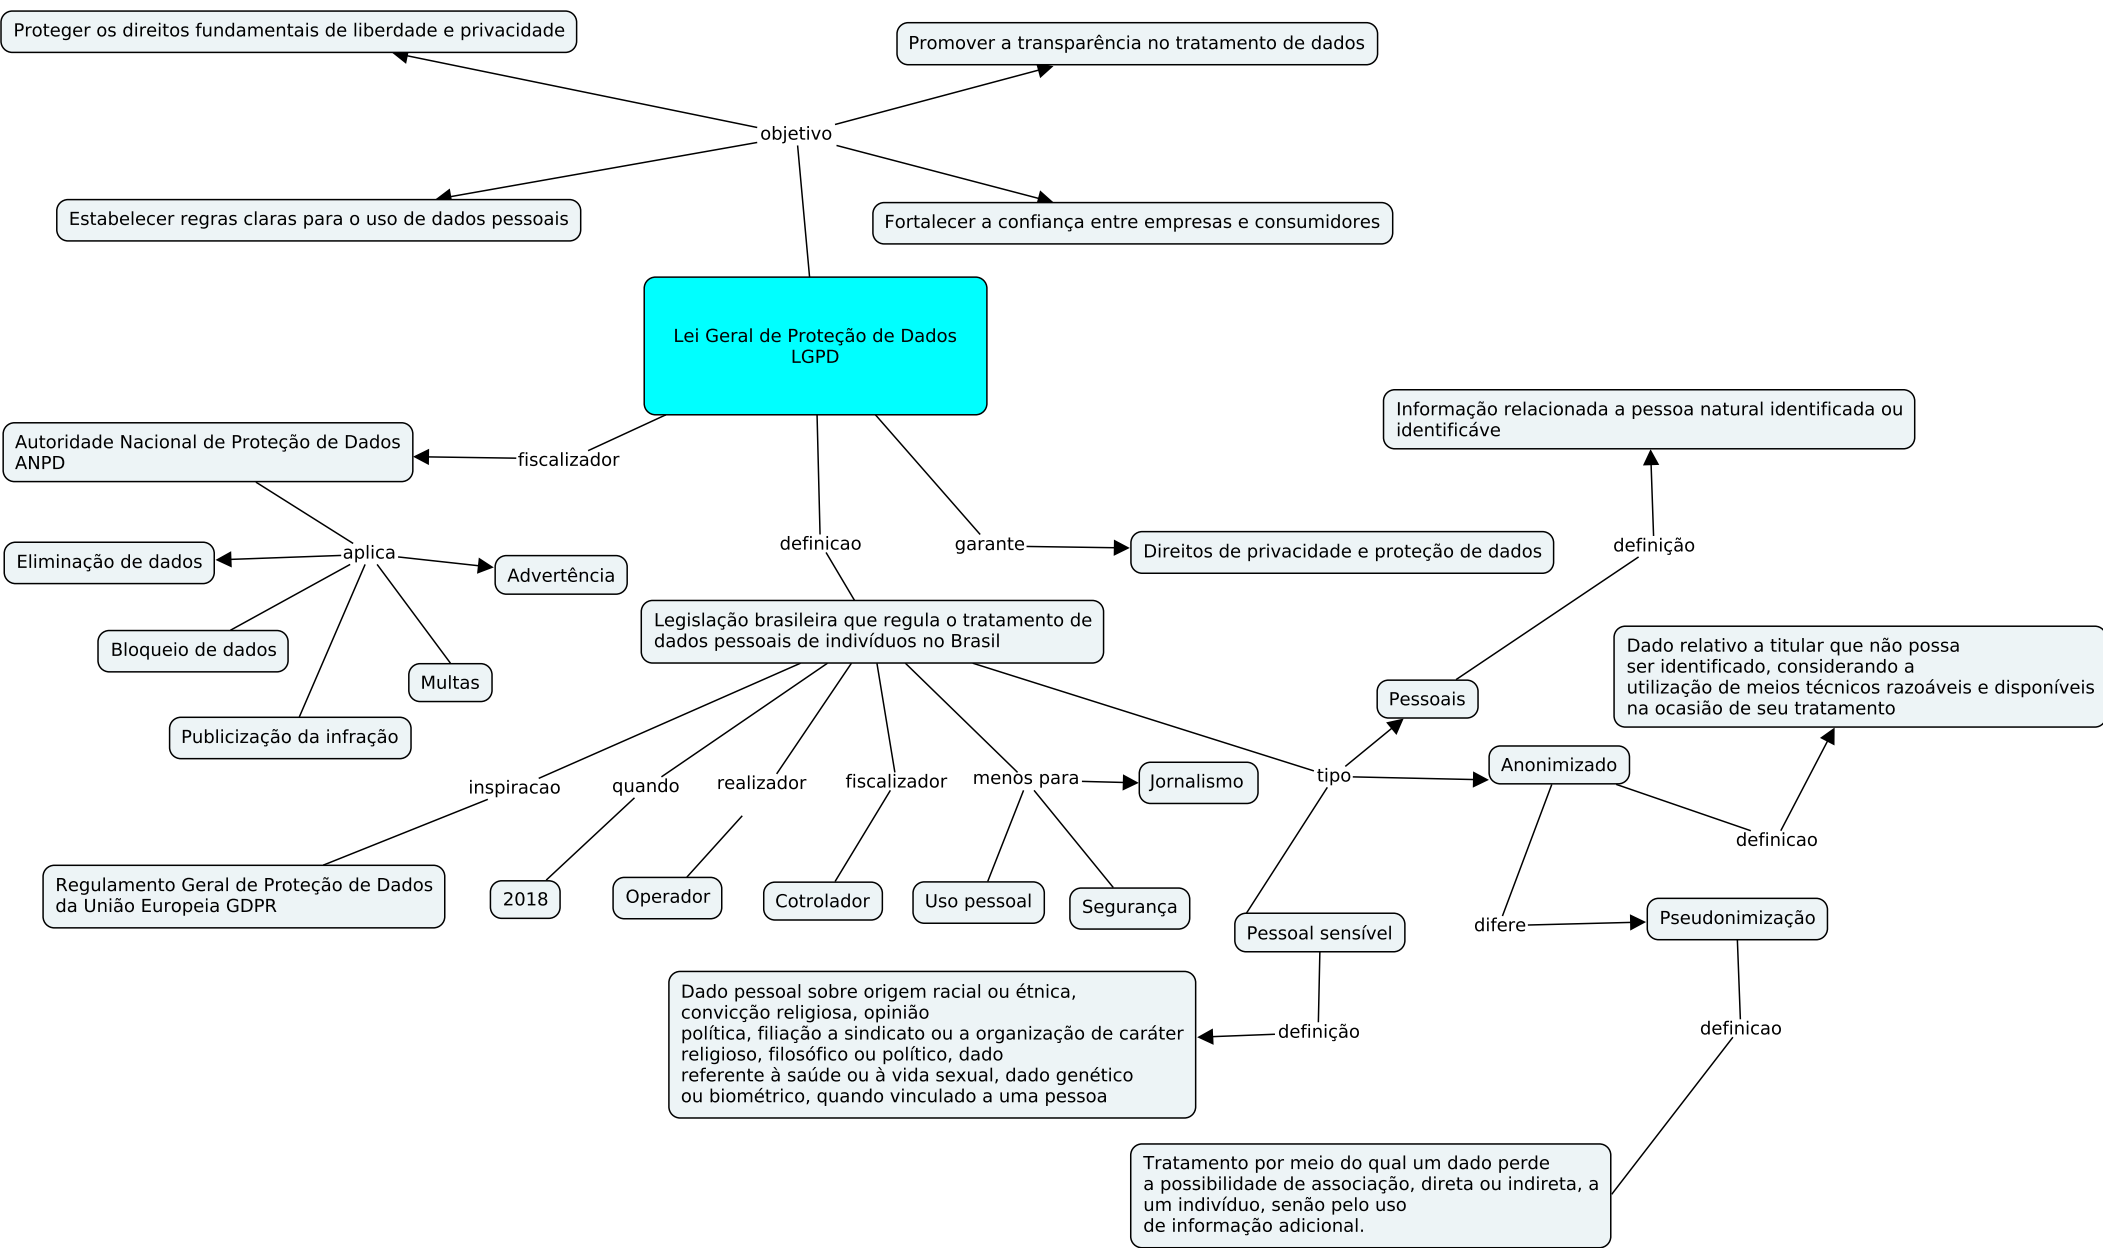 Proteger os direitos fundamentais de liberdade e privacidade
Promover a transparência no tratamento de dados
objetivo
Estabelecer regras claras para o uso de dados pessoais
Fortalecer a confiança entre empresas e consumidores
Lei Geral de Proteção de Dados
LGPD
Autoridade Nacional de Proteção de Dados
ANPD
fiscalizador
Informação relacionada a pessoa natural identificada ou
identificáve
definicao
garante
Direitos de privacidade e proteção de dados
definição
aplica
Eliminação de dados
Advertência
Bloqueio de dados
Multas
Publicização da infração
Legislação brasileira que regula o tratamento de
dados pessoais de indivíduos no Brasil
Dado relativo a titular que não possa
ser identificado, considerando a
utilização de meios técnicos razoáveis e disponíveis
na ocasião de seu tratamento
Pessoais
inspiracao
quando
realizador
fiscalizador
menos para
Jornalismo
tipo
Anonimizado
definicao
Regulamento Geral de Proteção de Dados
da União Europeia GDPR
2018
Operador
Cotrolador
Uso pessoal
Segurança
Pessoal sensível
difere
Pseudonimização
Dado pessoal sobre origem racial ou étnica,
convicção religiosa, opinião
política, filiação a sindicato ou a organização de caráter
religioso, filosófico ou político, dado
referente à saúde ou à vida sexual, dado genético
ou biométrico, quando vinculado a uma pessoa
definição
definicao
Tratamento por meio do qual um dado perde
a possibilidade de associação, direta ou indireta, a
um indivíduo, senão pelo uso
de informação adicional.